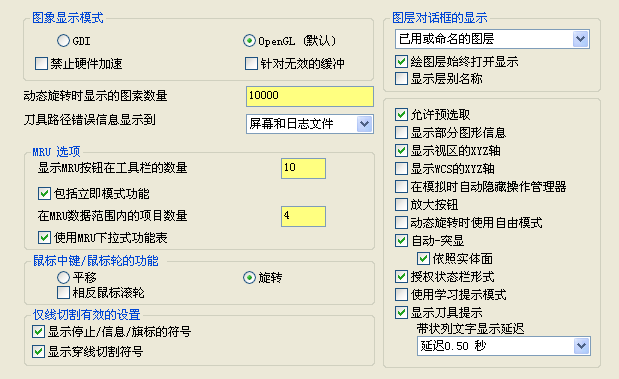 图象显示模式
GDI
OpenGL (默认)
禁止硬件加速
针对无效的缓冲
动态旋转时显示的图素数量
10000
刀具路径错误信息显示到
屏幕和日志文件
MRU 选项
显示MRU按钮在工具栏的数量
10
包括立即模式功能
在MRU数据范围内的项目数量
4
使用MRU下拉式功能表
鼠标中键/鼠标轮的功能
平移
旋转
相反鼠标滚轮
仅线切割有效的设置
显示停止/信息/旗标的符号
显示穿线切割符号
图层对话框的显示
已用或命名的图层
绘图层始终打开显示
显示层别名称
允许预选取
显示部分图形信息
显示视区的XYZ轴
显示WCS的XYZ轴
在模拟时自动隐藏操作管理器
放大按钮
动态旋转时使用自由模式
自动-突显
依照实体面
授权状态栏形式
使用学习提示模式
显示刀具提示
带状列文字显示延迟
延迟0.50 秒